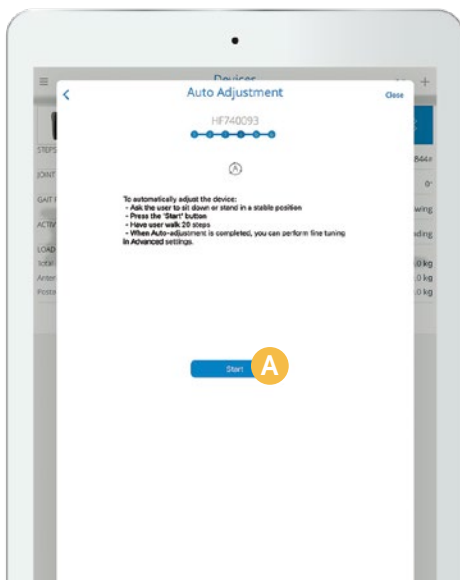 Devices
Auto Adjustment
Close
HF740093
STEPS
844#
JOINT
0°
GAIT
wing
ACTIV
ding
LOAD
Total
.0 kg
Anter
.0 kg
Poste
.0 kg
To automatically adjust the device:
- Ask the user to sit down or stand in a stable position
- Press the 'Start' button
- Have user walk 20 steps
- When Auto-adjustment is completed, you can perform fine tuning
in Advanced settings.
Start
A